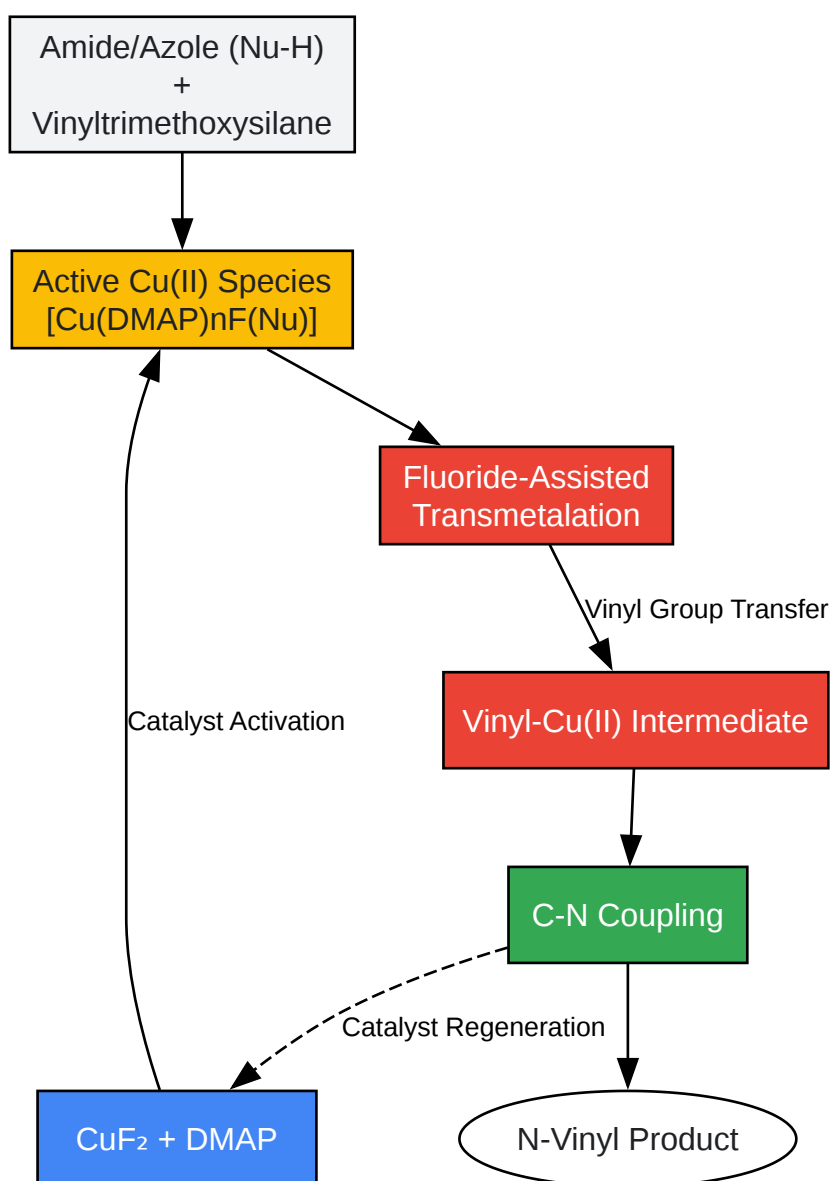 Amide/Azole (Nu-H)
+
Vinyltrimethoxysilane
Active Cu(II) Species
[Cu(DMAP)nF(Nu)]
Fluoride-Assisted
Transmetalation
Vinyl Group Transfer
Vinyl-Cu(II) Intermediate
Catalyst Activation
C-N Coupling
Catalyst Regeneration
CuF₂ + DMAP
N-Vinyl Product